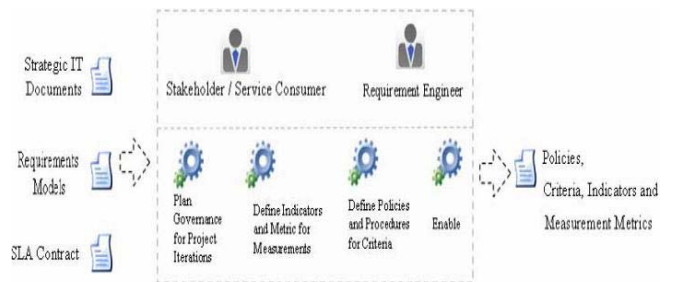 Strategic IT
Documents
Stakeholder / Service Consumer
Requirement Engineer
Requirements
Models
SLA Contract
Plan
Governance
for Project
Iterations
Define Indicators
and Metric for
Measurements
Define Policies
and Procedures
for Criteria
Enable
Policies,
Criteria, Indicators and
Measurement Metrics